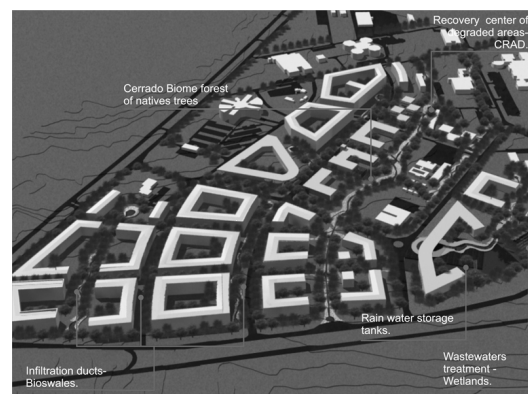 Recovery center of
degraded areas-
CRAD.
Cerrado Biome forest
of natives trees
Rain water storage
tanks.
Wastewaters
treatment -
Wetlands.
Infiltration ducts-
Bioswales.